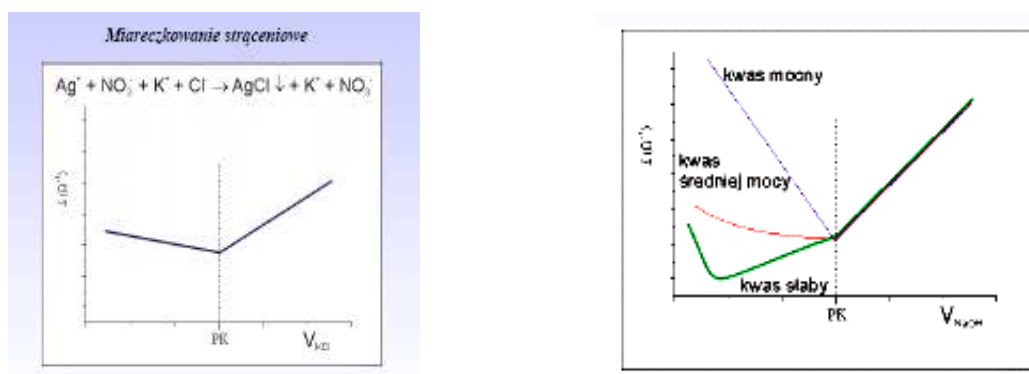 Miareczkowanie strąceniowe
Ag⁺ + NO₃⁻ + K⁺ + Cl⁻ → AgCl ↓ + K⁺ + NO₃⁻
PK
V
kwas mocny
kwas
średniej mocy
kwas słaby
PK
V NaOH